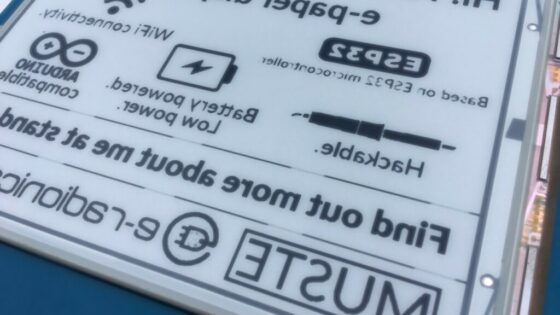 e-paper
WiFi connectivity.
ESP32
Based on ESP32 microcontroller
ARDUINO
compatible
Battery powered.
Low power.
Hackable.
Find out more about me at stand
MUSTE
e-radionica